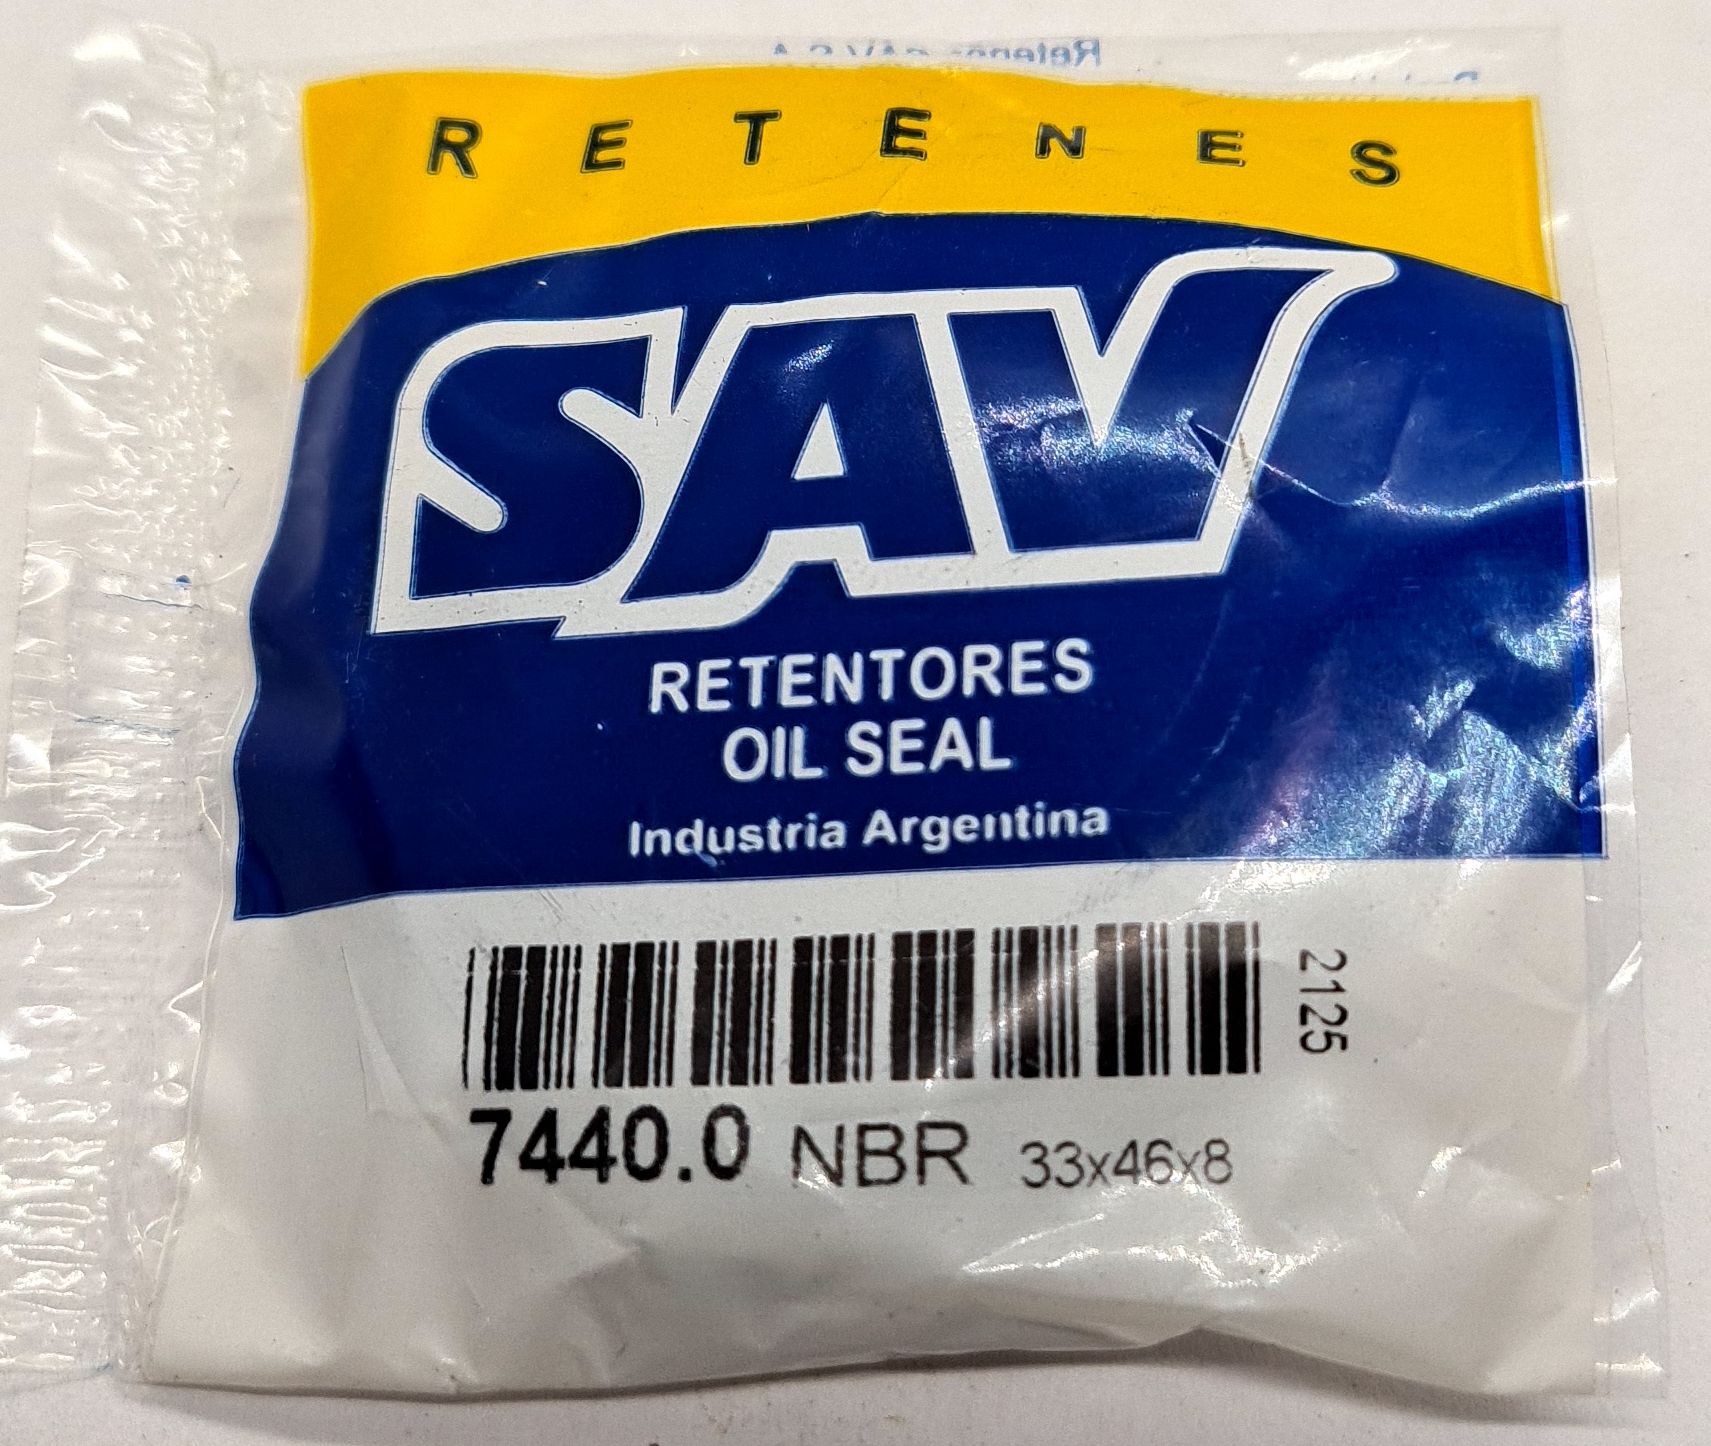 RETENES
SAV
RETENTORES
OIL SEAL
Industria Argentina
2125
7440.0 NBR 33x46x8